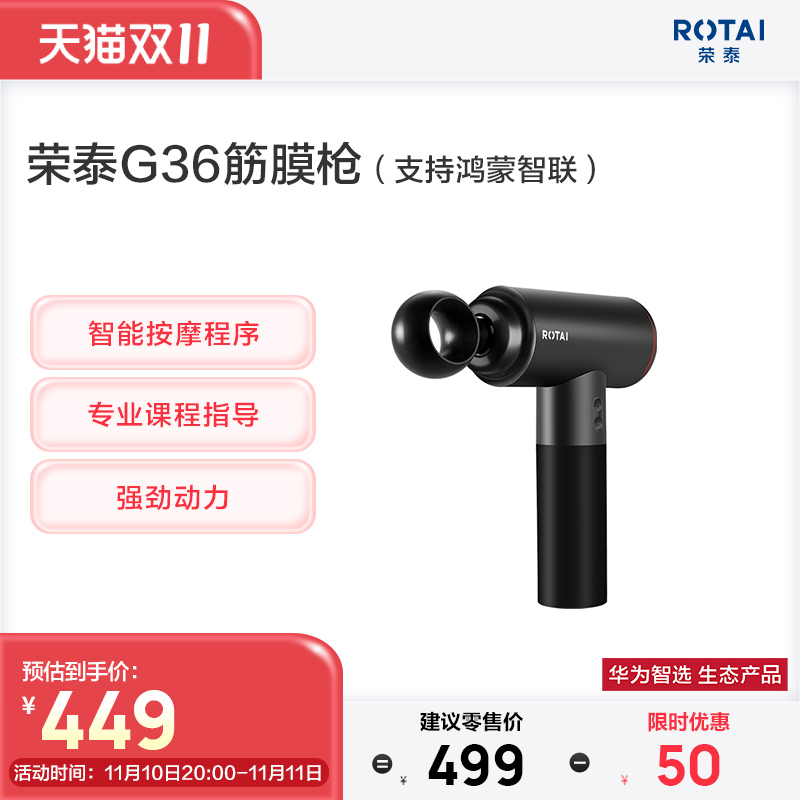 天猫双11
ROTAI
荣泰
荣泰G36筋膜枪（支持鸿蒙智联）
智能按摩程序
专业课程指导
强劲动力
ROTAI
预估到手价：
¥449
活动时间：11月10日20:00-11月11日
华为智选 生态产品
建议零售价
限时优惠
= ¥ 499 - ¥ 50